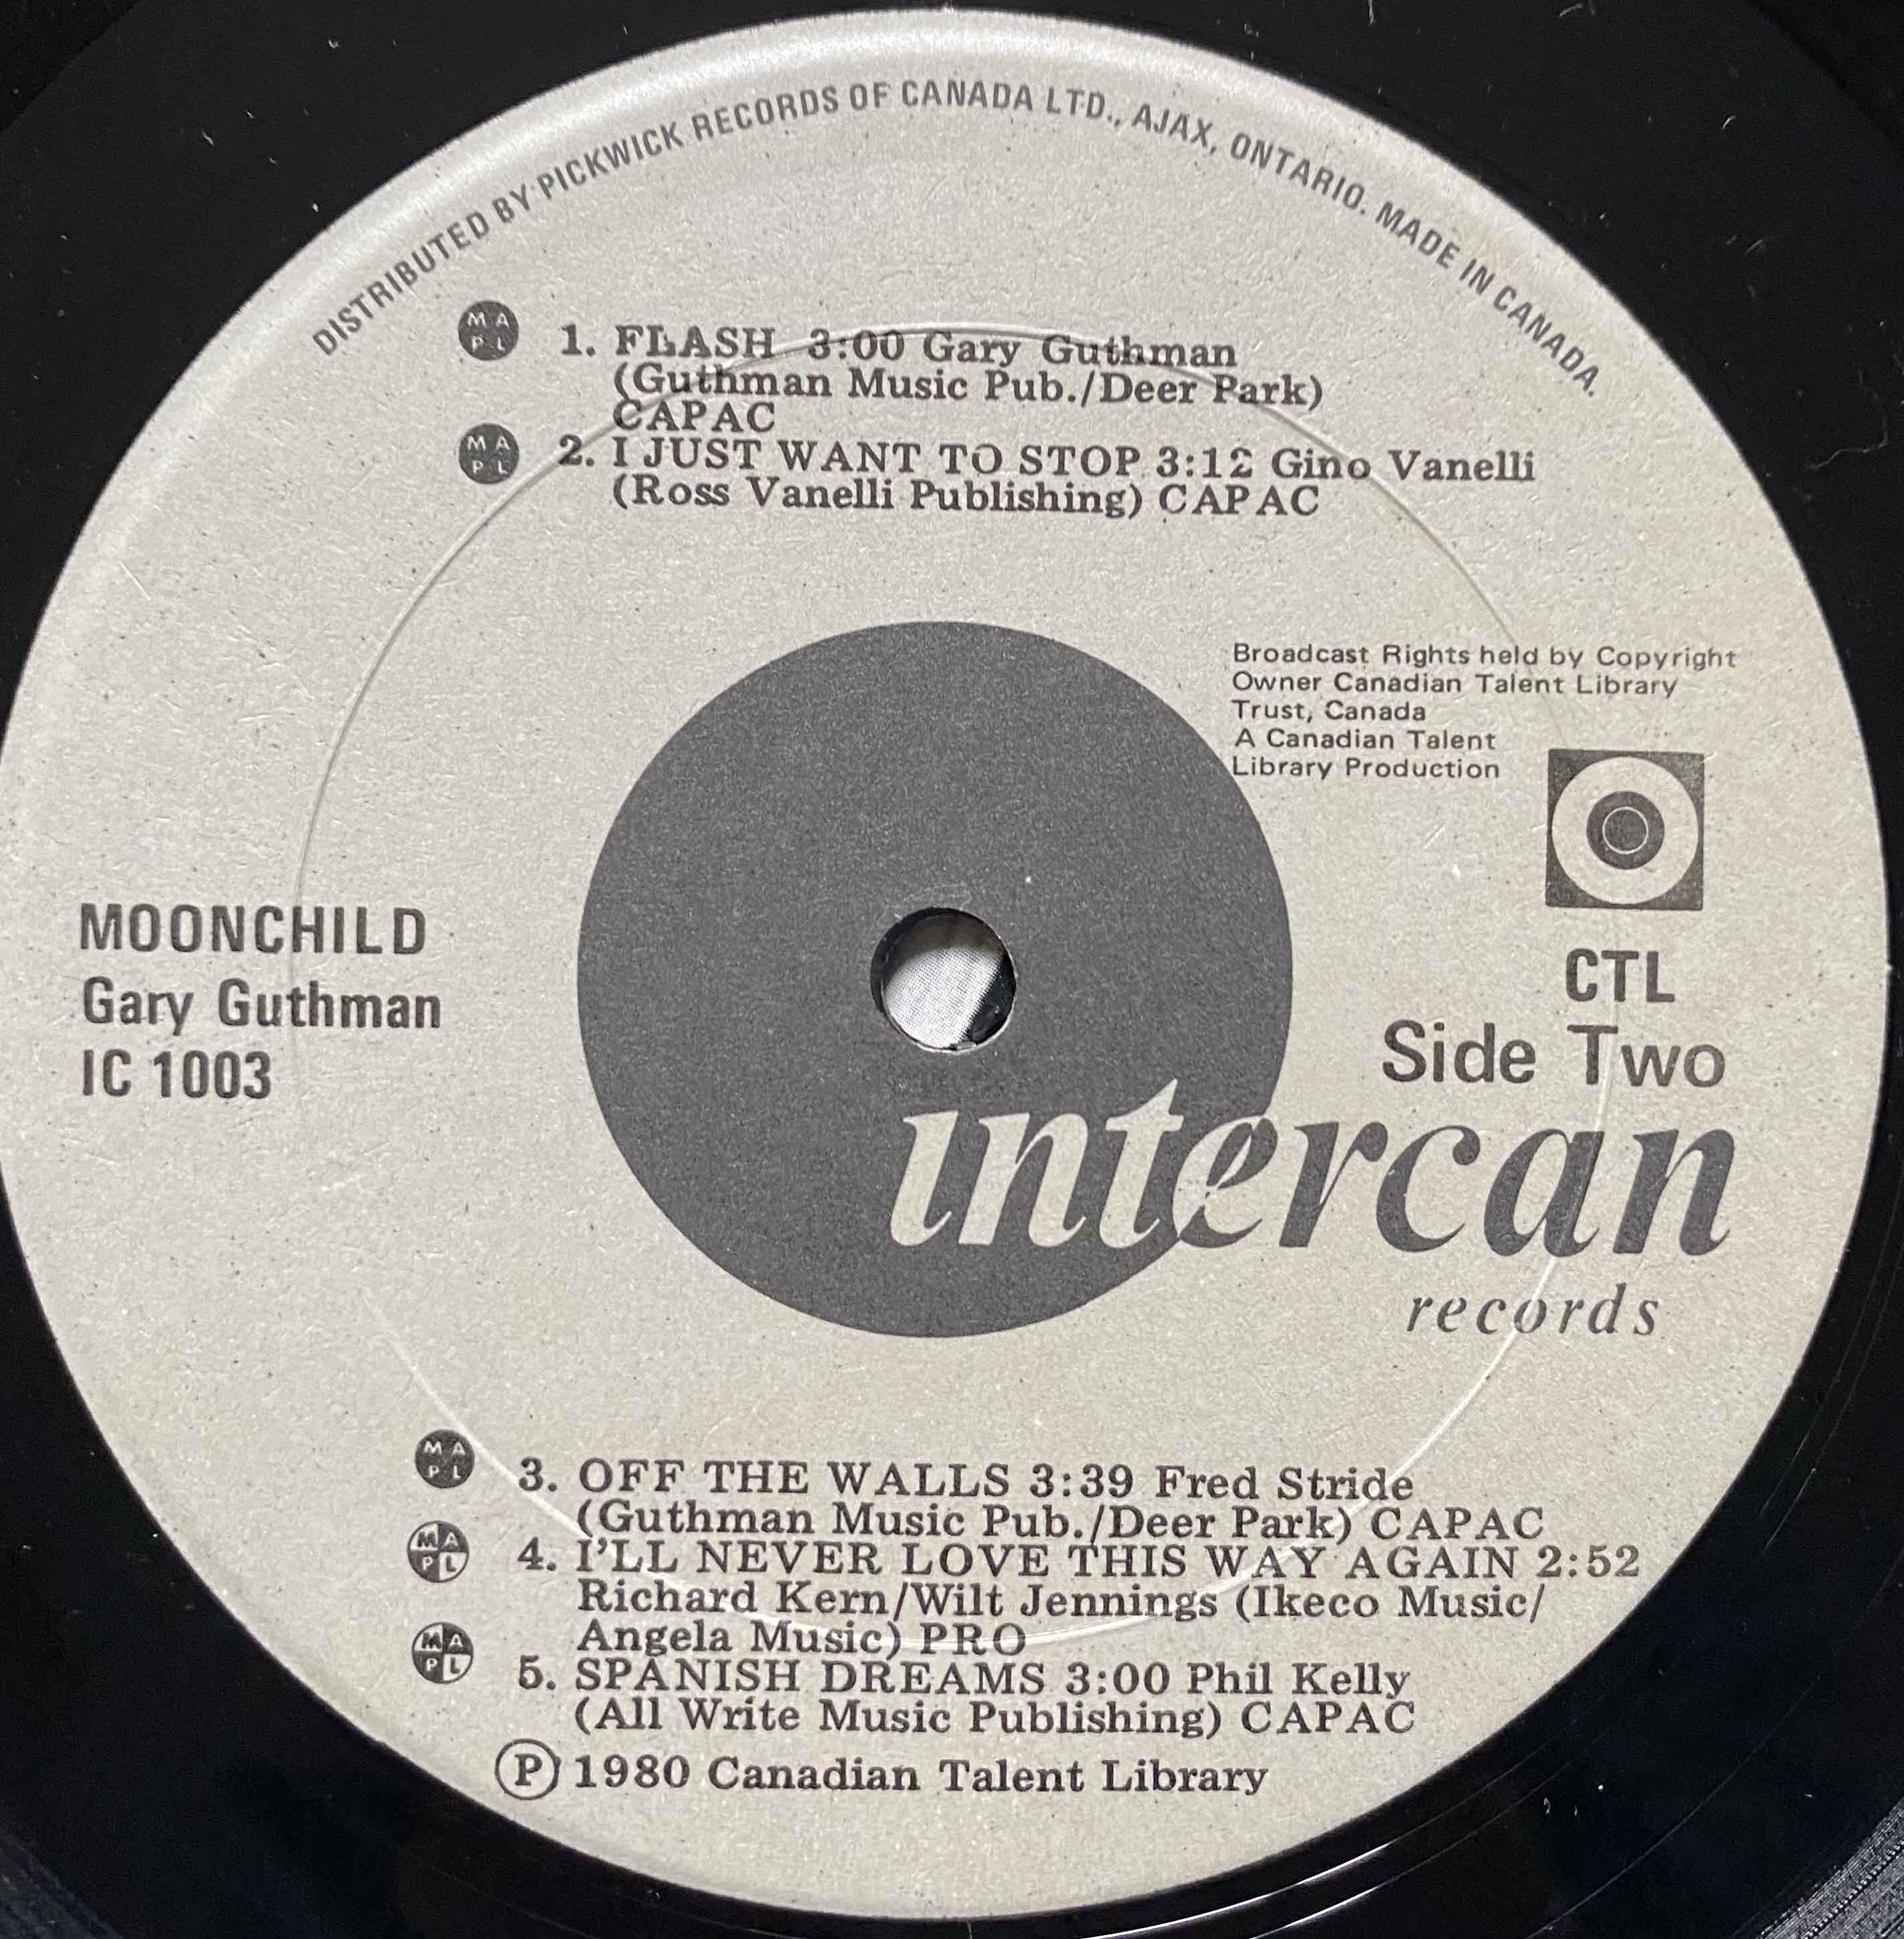 DISTRIBUTED BY PICKWICK RECORDS OF CANADA LTD., AJAX, ONTARIO. MADE IN CANADA.
MA
PL
1. FLASH 3:00 Gary Guthman
(Guthman Music Pub./Deer Park)
CAPAC
MA
PL
2. I JUST WANT TO STOP 3:12 Gino Vanelli
(Ross Vanelli Publishing) CAPAC
Broadcast Rights held by Copyright
Owner Canadian Talent Library
Trust, Canada
A Canadian Talent
Library Production
MOONCHILD
Gary Guthman
IC 1003
CTL
Side Two
intercan
records
MA
PL
3. OFF THE WALLS 3:39 Fred Stride
(Guthman Music Pub./Deer Park) CAPAC
MA
PL
4. I'LL NEVER LOVE THIS WAY AGAIN 2:52
Richard Kern/Wilt Jennings (Ikeco Music/
Angela Music) PRO
MA
PL
5. SPANISH DREAMS 3:00 Phil Kelly
(All Write Music Publishing) CAPAC
Ⓟ 1980 Canadian Talent Library